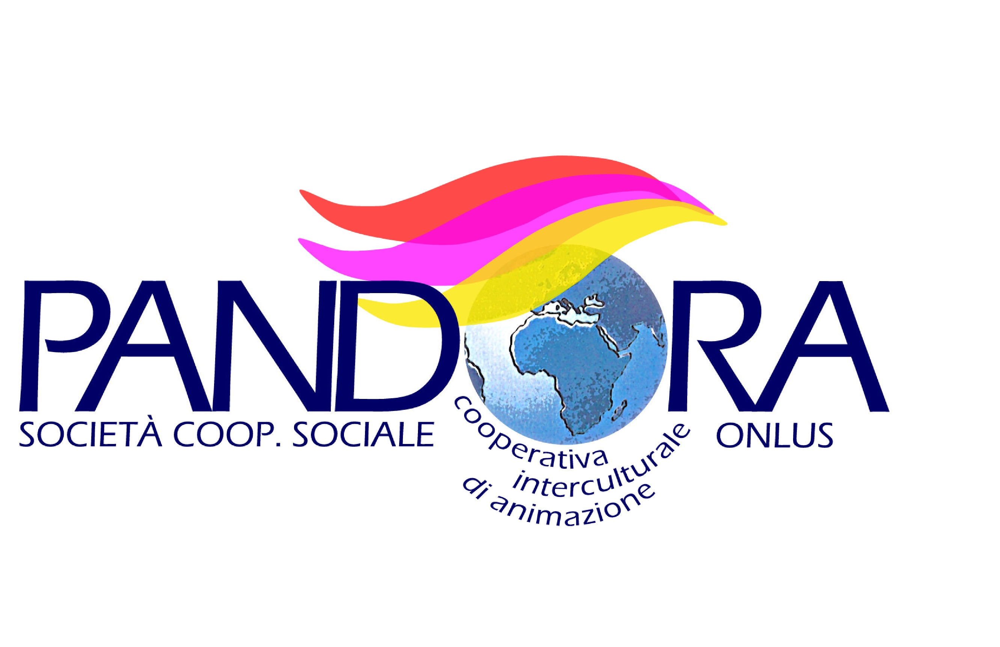 PANDORA
SOCIETÀ COOP. SOCIALE
ONLUS
cooperativa
interculturale
di animazione